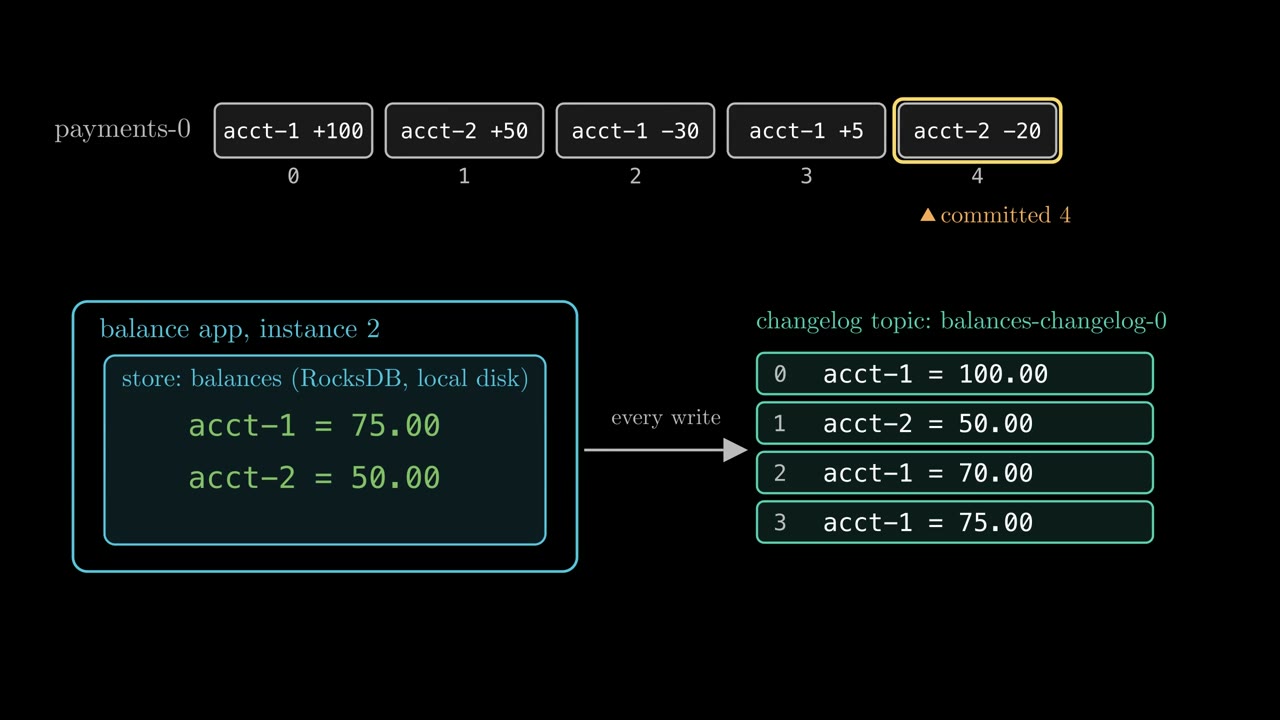 payments-0 acct-1 +100 acct-2 +50 acct-1 -30 acct-1 +5 acct-2 -20
0 1 2 3 4
▲ committed 4
balance app, instance 2
store: balances (RocksDB, local disk)
acct-1 = 75.00
acct-2 = 50.00
every write
changelog topic: balances-changelog-0
0 acct-1 = 100.00
1 acct-2 = 50.00
2 acct-1 = 70.00
3 acct-1 = 75.00